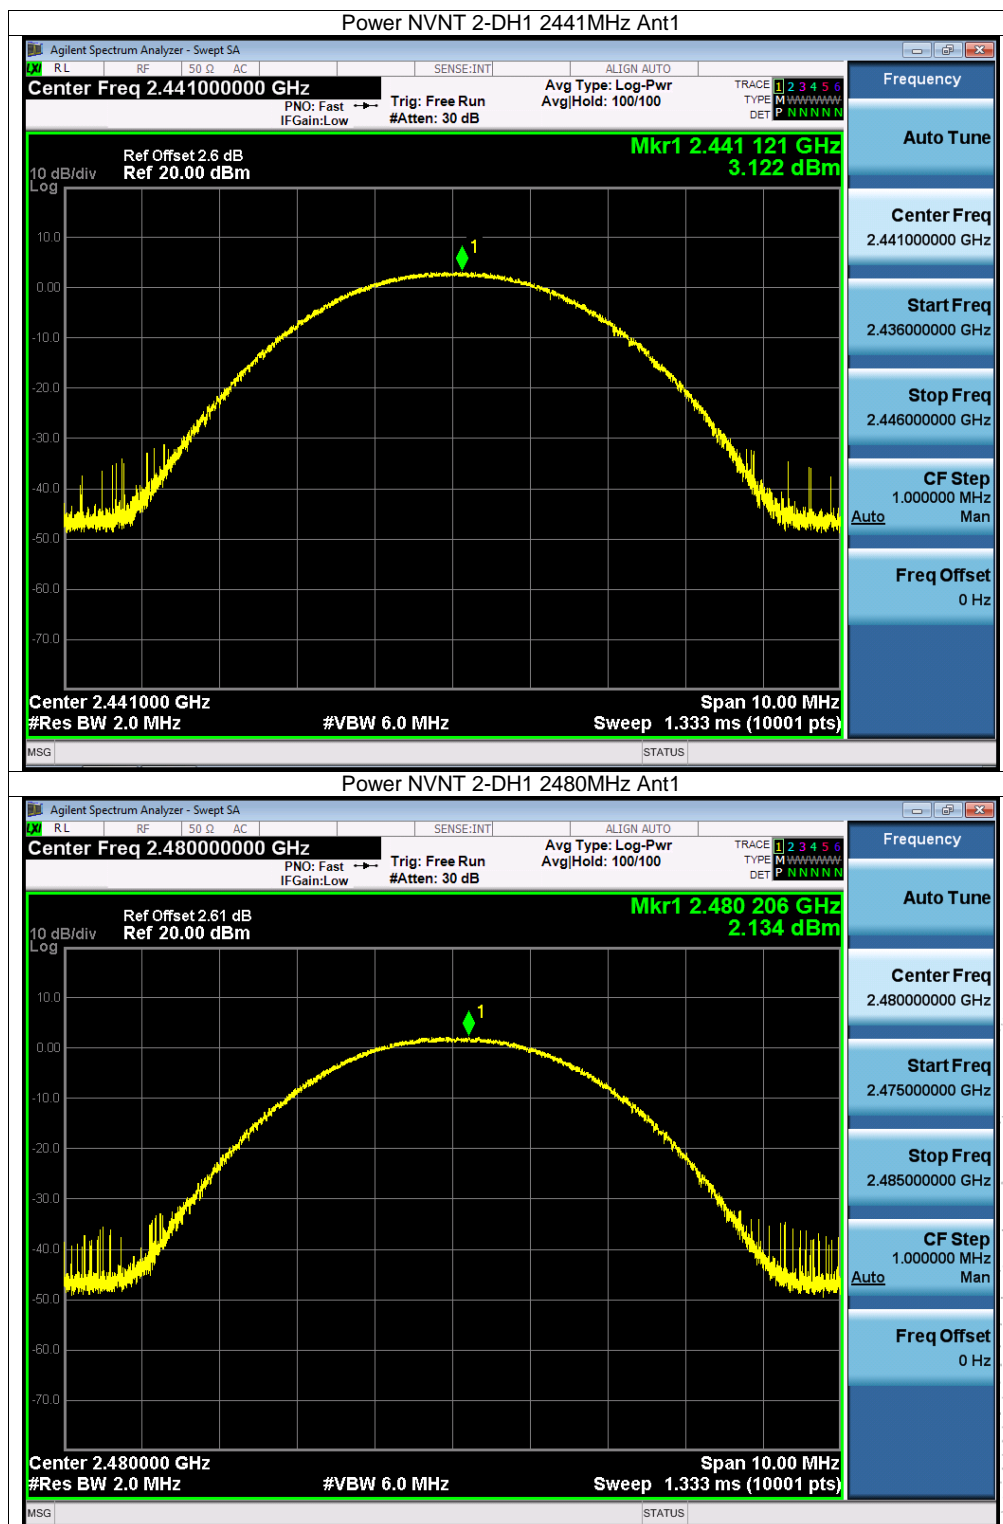 Power NVNT 2-DH1 2441MHz Ant1
Agilent Spectrum Analyzer - Swept SA
LXI RL RF 50 Ω AC SENSE:INT ALIGN AUTO
Center Freq 2.441000000 GHz
PNO: Fast
IFGain:Low
Trig: Free Run
#Atten: 30 dB
Avg Type: Log-Pwr
Avg|Hold: 100/100
TRACE 1 2 3 4 5 6
TYPE M W W W W W
DET P N N N N N
Mkr1 2.441 121 GHz
3.122 dBm
Ref Offset 2.6 dB
10 dB/div Ref 20.00 dBm
Log
1
10.0
0.00
-10.0
-20.0
-30.0
-40.0
-50.0
-60.0
-70.0
Center 2.441000 GHz Span 10.00 MHz
#Res BW 2.0 MHz #VBW 6.0 MHz Sweep 1.333 ms (10001 pts)
MSG STATUS
Frequency
Auto Tune
Center Freq
2.441000000 GHz
Start Freq
2.436000000 GHz
Stop Freq
2.446000000 GHz
CF Step
1.000000 MHz
Auto Man
Freq Offset
0 Hz
Power NVNT 2-DH1 2480MHz Ant1
Agilent Spectrum Analyzer - Swept SA
LXI RL RF 50 Ω AC SENSE:INT ALIGN AUTO
Center Freq 2.480000000 GHz
PNO: Fast
IFGain:Low
Trig: Free Run
#Atten: 30 dB
Avg Type: Log-Pwr
Avg|Hold: 100/100
TRACE 1 2 3 4 5 6
TYPE M W W W W W
DET P N N N N N
Mkr1 2.480 206 GHz
2.134 dBm
Ref Offset 2.61 dB
10 dB/div Ref 20.00 dBm
Log
1
10.0
0.00
-10.0
-20.0
-30.0
-40.0
-50.0
-60.0
-70.0
Center 2.480000 GHz Span 10.00 MHz
#Res BW 2.0 MHz #VBW 6.0 MHz Sweep 1.333 ms (10001 pts)
MSG STATUS
Frequency
Auto Tune
Center Freq
2.480000000 GHz
Start Freq
2.475000000 GHz
Stop Freq
2.485000000 GHz
CF Step
1.000000 MHz
Auto Man
Freq Offset
0 Hz